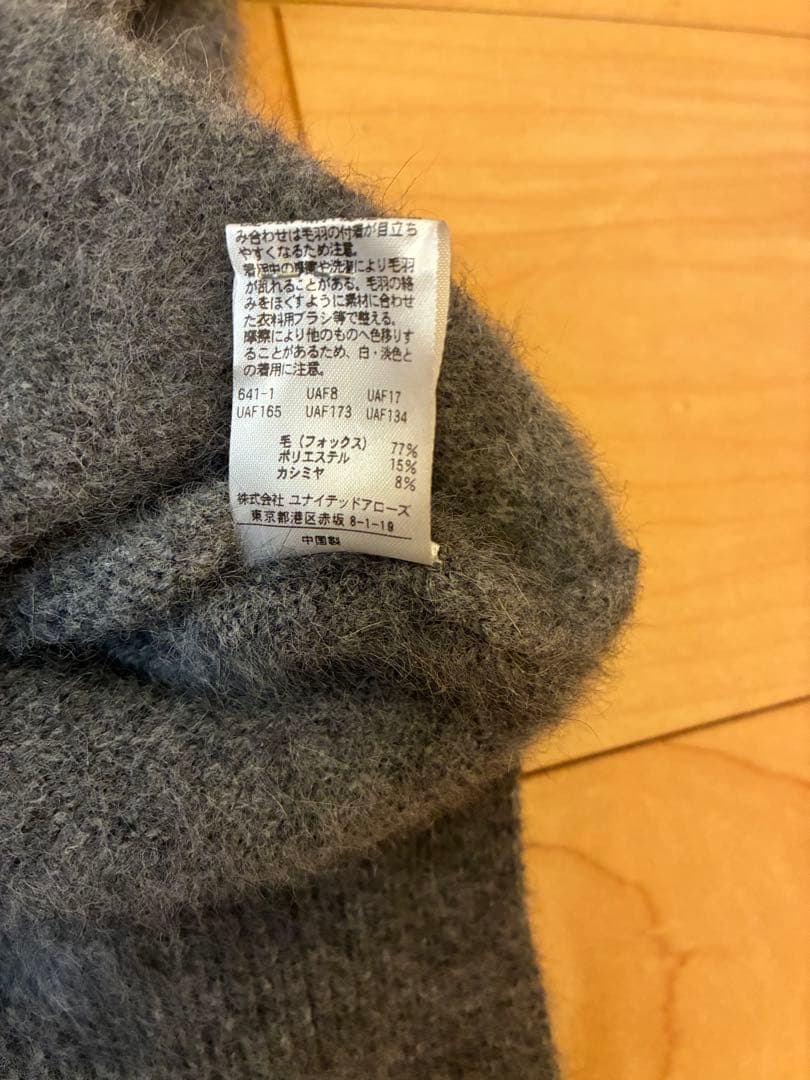 み合わせは毛羽の付着が目立ち
やすくなるため注意。
着用中の摩擦や洗濯により毛羽
が乱れることがある。毛羽の絡
みをほぐすように素材に合わせ
た衣料用ブラシ等で整える。
摩擦により他のものへ色移りす
ることがあるため、白・淡色と
の着用に注意。
641-1 UAF8 UAF17
UAF165 UAF173 UAF134
毛(フォックス) 77%
ポリエステル 15%
カシミヤ 8%
株式会社 ユナイテッドアローズ
東京都港区赤坂 8-1-19
中国製